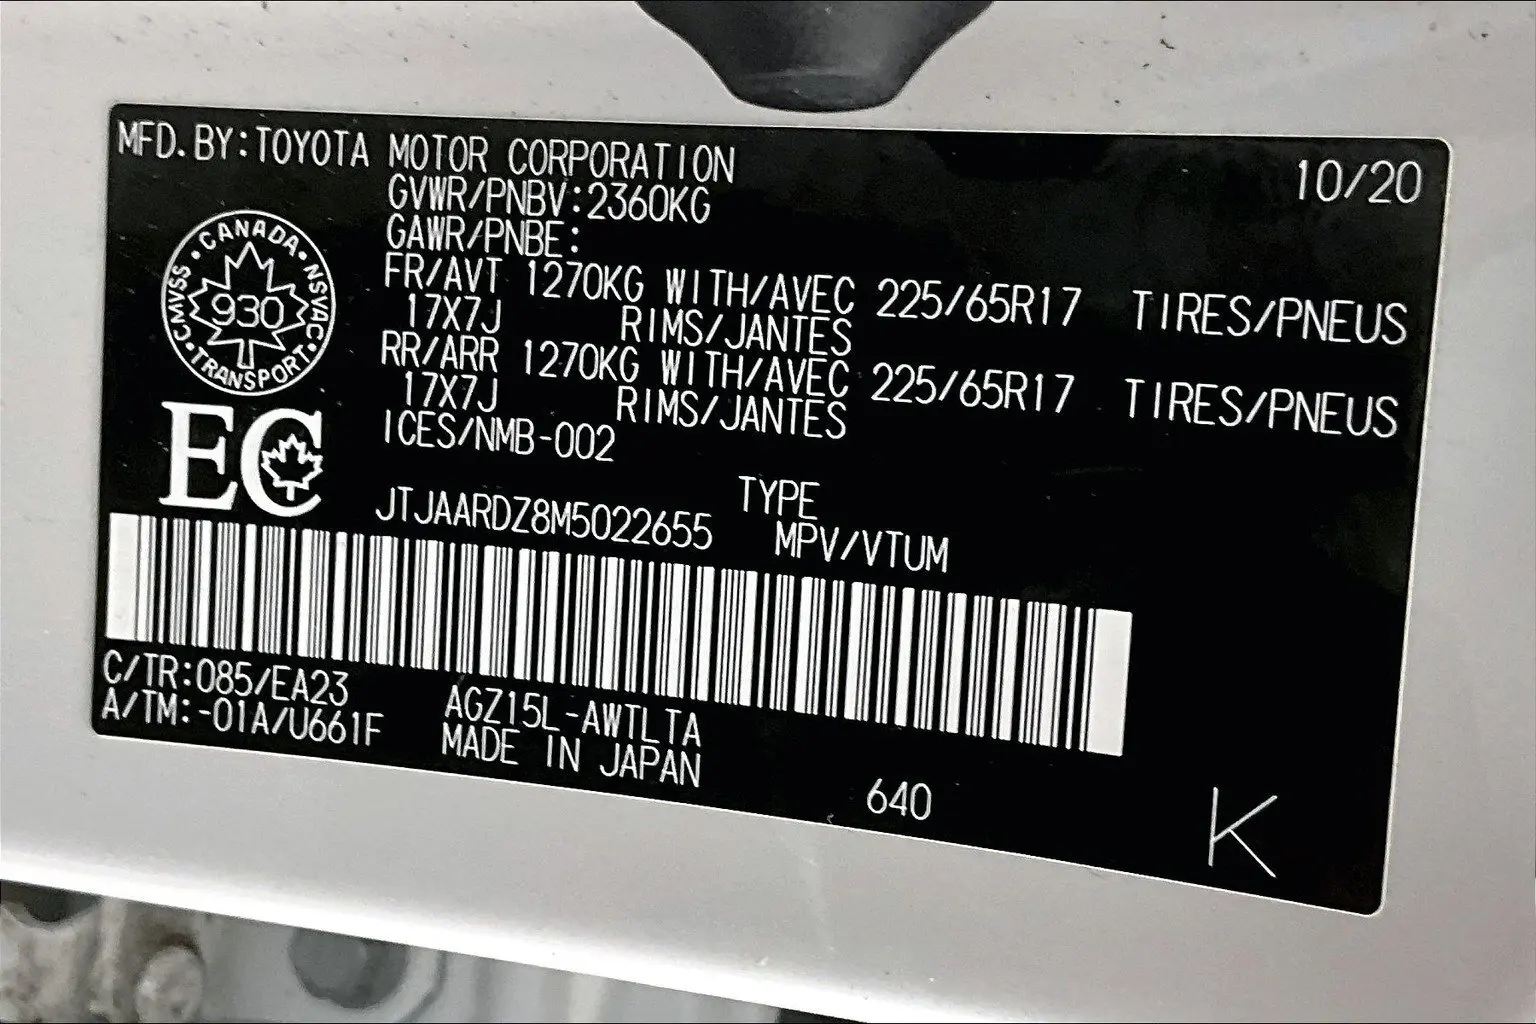 MFD. BY: TOYOTA MOTOR CORPORATION 10/20
GVWR/PNBV: 2360KG
GAWR/PNBE:
FR/AVT 1270KG WITH/AVEC 225/65R17 TIRES/PNEUS
17X7J RIMS/JANTES
RR/ARR 1270KG WITH/AVEC 225/65R17 TIRES/PNEUS
17X7J RIMS/JANTES
ICES/NMB-002
CANADA · NSVAC · TRANSPORT · CMVSS ·
930
EC
JTJAARDZ8M5022655 TYPE
MPV/VTUM
C/TR: 085/EA23 AGZ15L-AWTLTA
A/TM: -01A/U661F MADE IN JAPAN
640
K